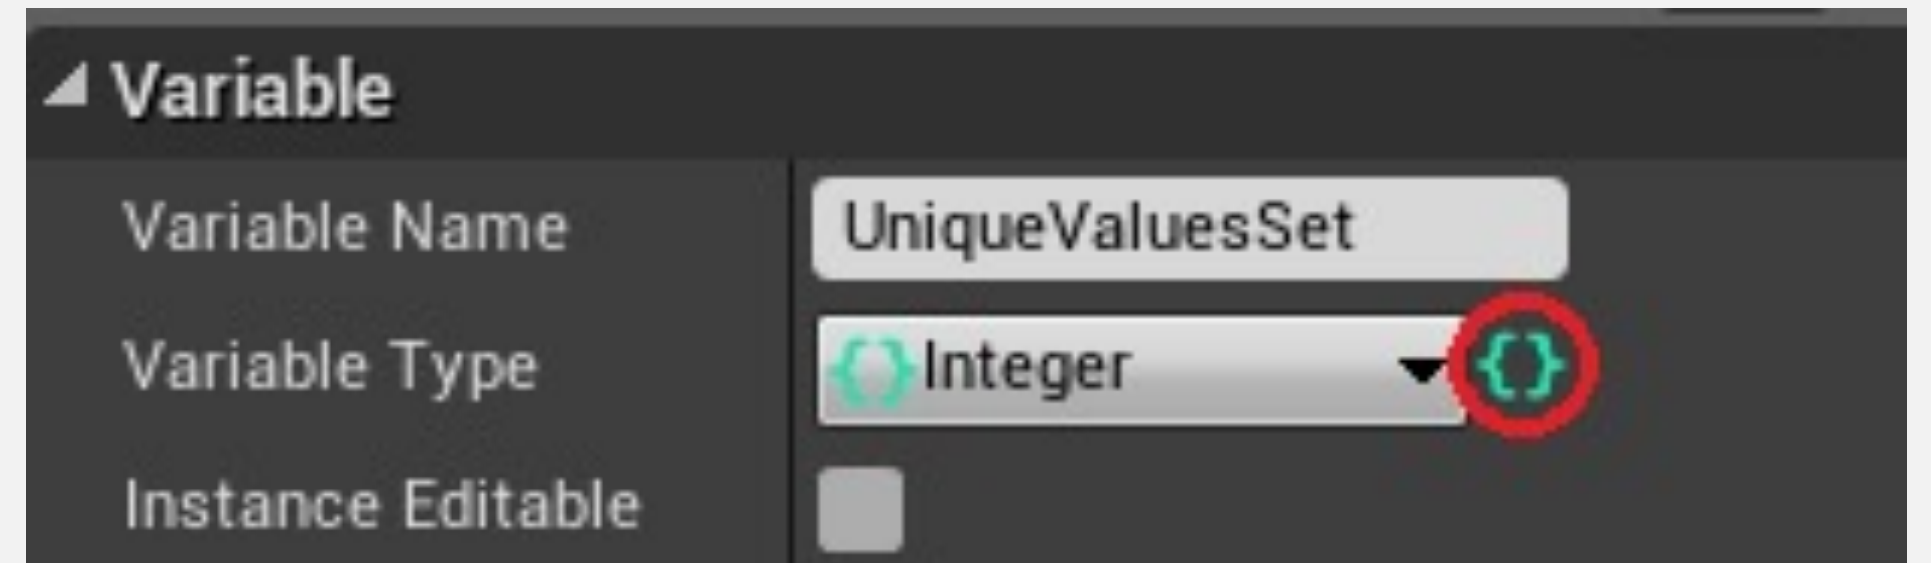 Variable
Variable Name UniqueValuesSet
Variable Type {} Integer {}
Instance Editable